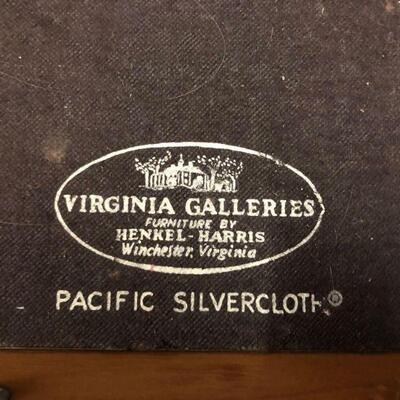 VIRGINIA GALLERIES
FURNITURE BY
HENKEL-HARRIS
Winchester, Virginia
PACIFIC SILVERCLOTH®